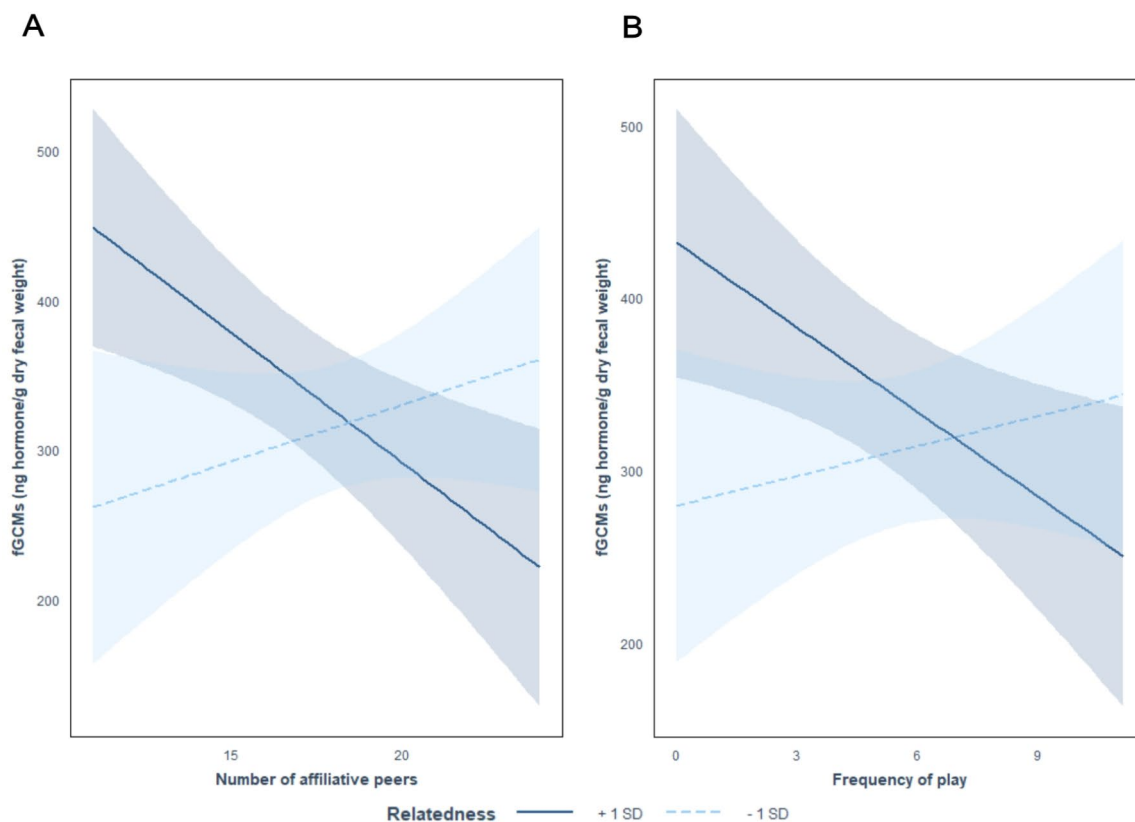 A
B
fGCMs (ng hormone/g dry fecal weight)
500
400
300
200
15
20
Number of affiliative peers
fGCMs (ng hormone/g dry fecal weight)
500
400
300
200
0
3
6
9
Frequency of play
Relatedness + 1 SD - 1 SD